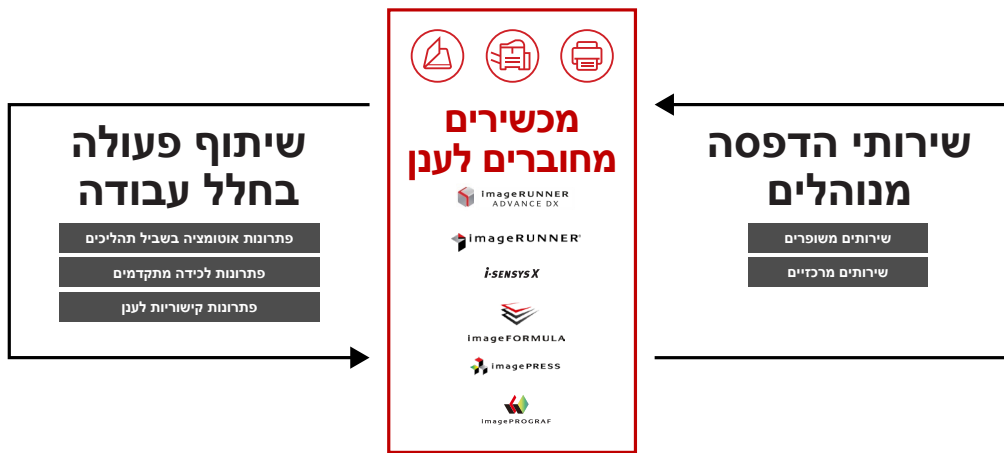 שירותי הדפסה
מנוהלים
שירותים משופרים
שירותים מרכזיים
מכשירים
מחוברים לענן
imageRUNNER
ADVANCE DX
imageRUNNER®
i-SENSYS X
imageFORMULA
imagePRESS
imagePROGRAF
שיתוף פעולה
בחלל עבודה
פתרונות אוטומציה בשביל תהליכים
פתרונות לכידה מתקדמים
פתרונות קישוריות לענן